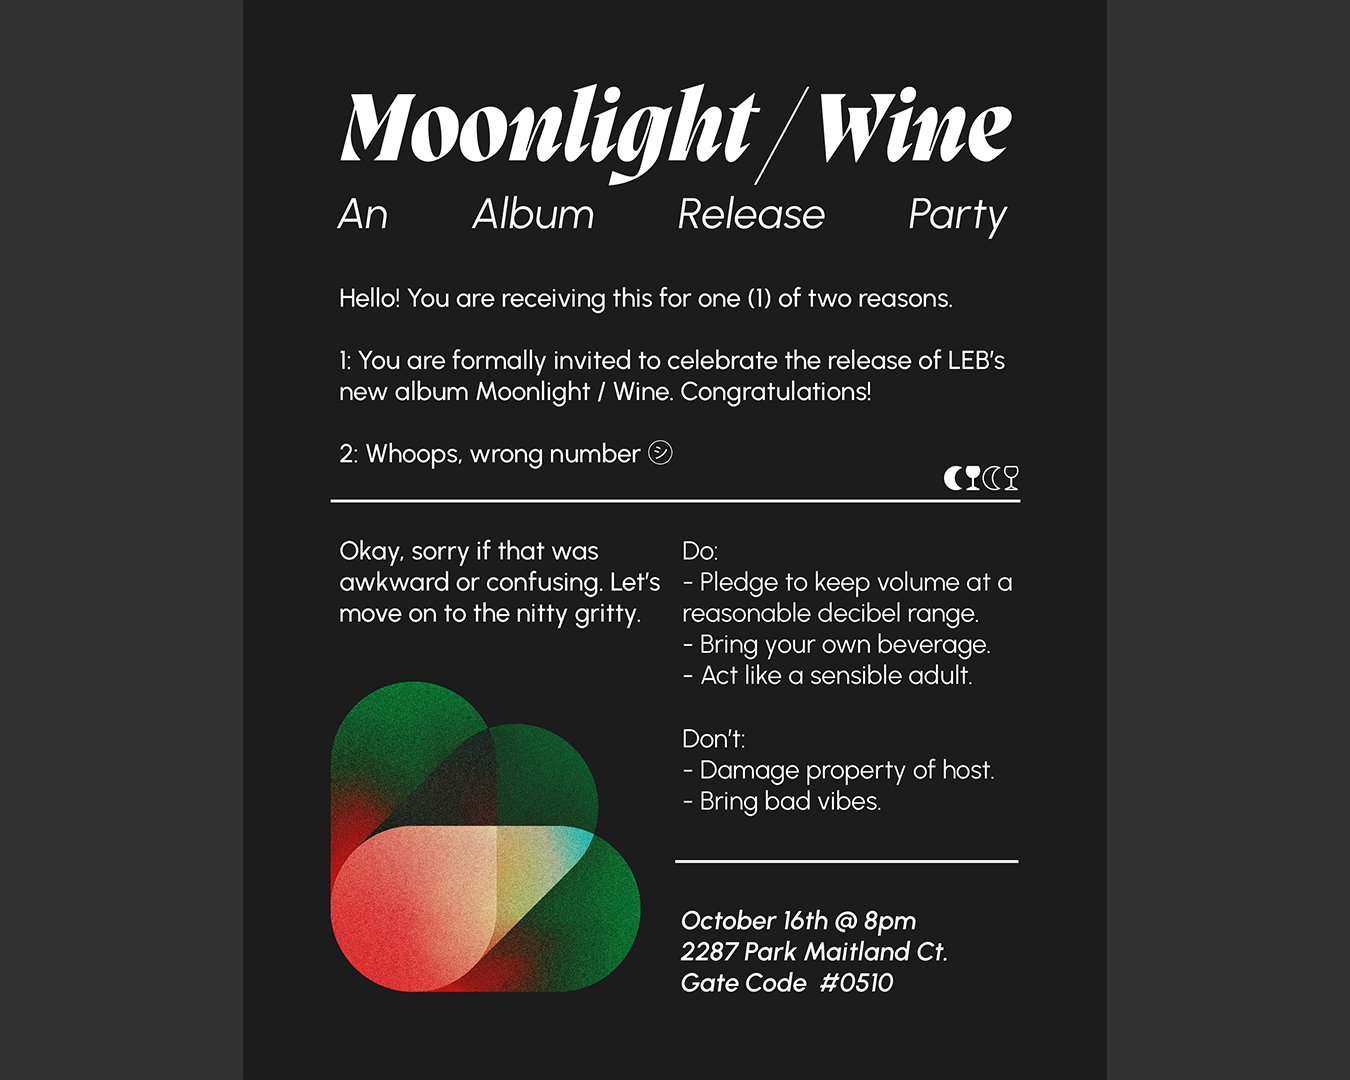 Moonlight / Wine
An Album Release Party
Hello! You are receiving this for one (1) of two reasons.
1: You are formally invited to celebrate the release of LEB's
new album Moonlight / Wine. Congratulations!
2: Whoops, wrong number ㋛
Okay, sorry if that was
awkward or confusing. Let's
move on to the nitty gritty.
Do:
- Pledge to keep volume at a
reasonable decibel range.
- Bring your own beverage.
- Act like a sensible adult.
Don't:
- Damage property of host.
- Bring bad vibes.
October 16th @ 8pm
2287 Park Maitland Ct.
Gate Code #0510